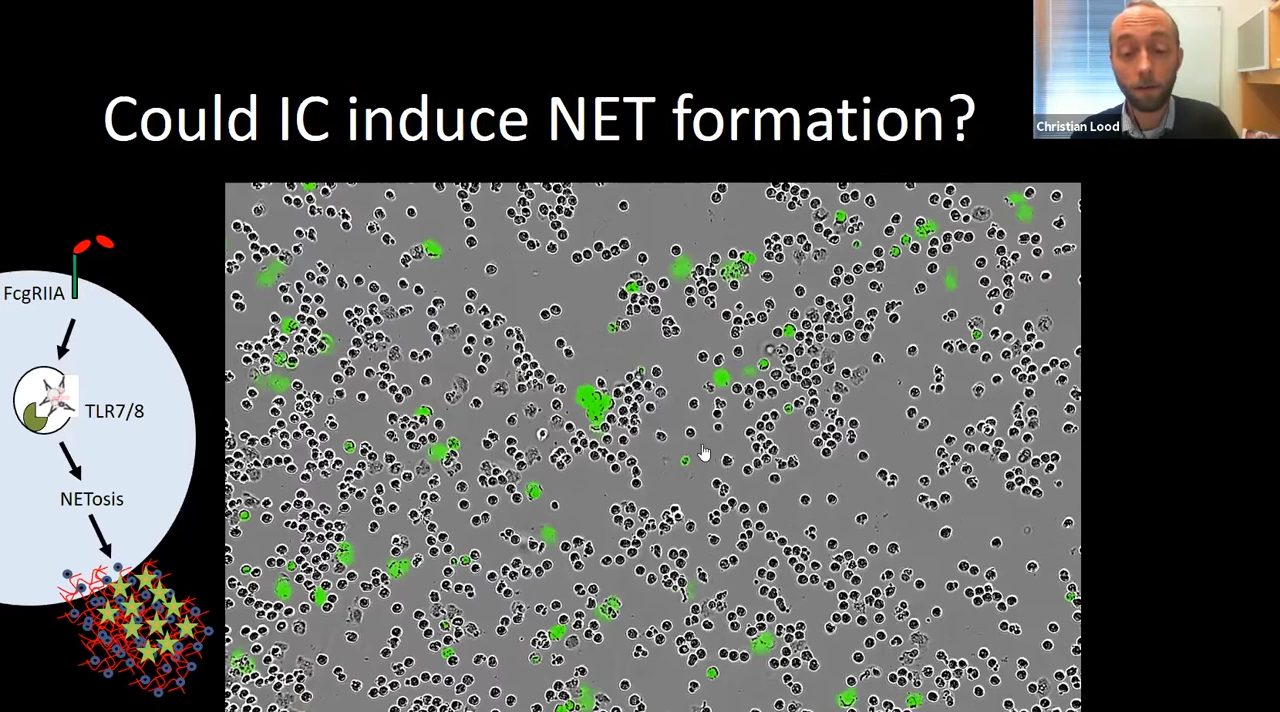 Could IC induce NET formation?
Christian Lood
FcgRIIA
TLR7/8
NETosis